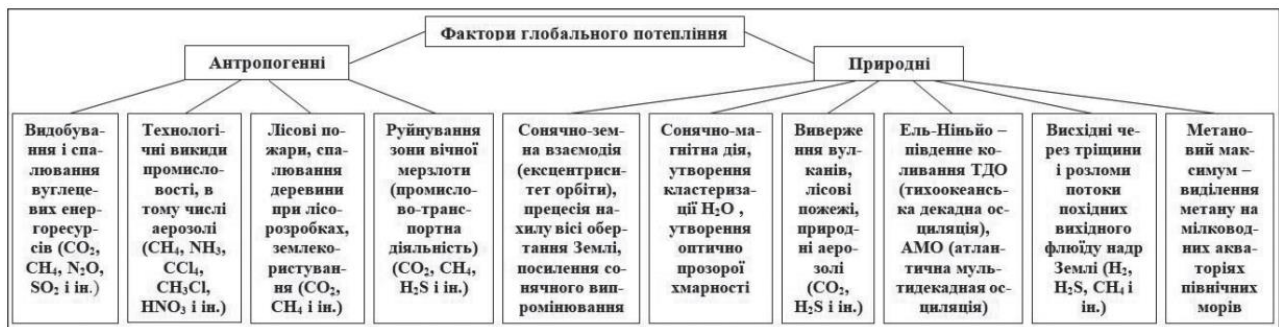 Фактори глобального потепління
Антропогенні
Природні
Видобува-
ння і спа-
лювання
вуглеце-
вих енер-
горесур-
сів (CO₂,
CH₄, N₂O,
SO₂ і ін.)
Технологі-
чні викиди
промисло-
вості, в
тому числі
аерозолі
(CH₄, NH₃,
CCl₄,
CH₃Cl,
HNO₃ і ін.)
Лісові по-
жари, спа-
лювання
деревини
при лісо-
розробках,
землеко-
ристуван-
ня (CO₂,
CH₄ і ін.)
Руйнування
зони вічної
мерзлоти
(промисло-
во-транс-
портна
діяльність)
(CO₂, CH₄,
H₂S і ін.)
Сонячно-зем-
на взаємодія
(ексцентриси-
тет орбіти),
прецесія на-
хилу вісі обер-
тання Землі,
посилення со-
нячного вип-
ромінювання
Сонячно-ма-
гнітна дія,
утворення
кластериза-
ції H₂O ,
утворення
оптично
прозорої
хмарності
Виверже
ння вул-
канів,
лісові
пожежі,
природ-
ні аеро-
золі
(CO₂,
H₂S і ін.)
Ель-Ніньйо –
південне ко-
ливання ТДО
(тихоокеансь-
ка декадна ос-
циляція),
АМО (атлан-
тична муль-
тидекадная ос-
циляція)
Висхідні че-
рез тріщини
і розломи
потоки
похідних
вихідного
флюїду надр
Землі (H₂,
H₂S, CH₄ і
ін.)
Метано-
вий мак-
симум –
виділення
метану на
мілковод-
них аква-
торіях
північних
морів